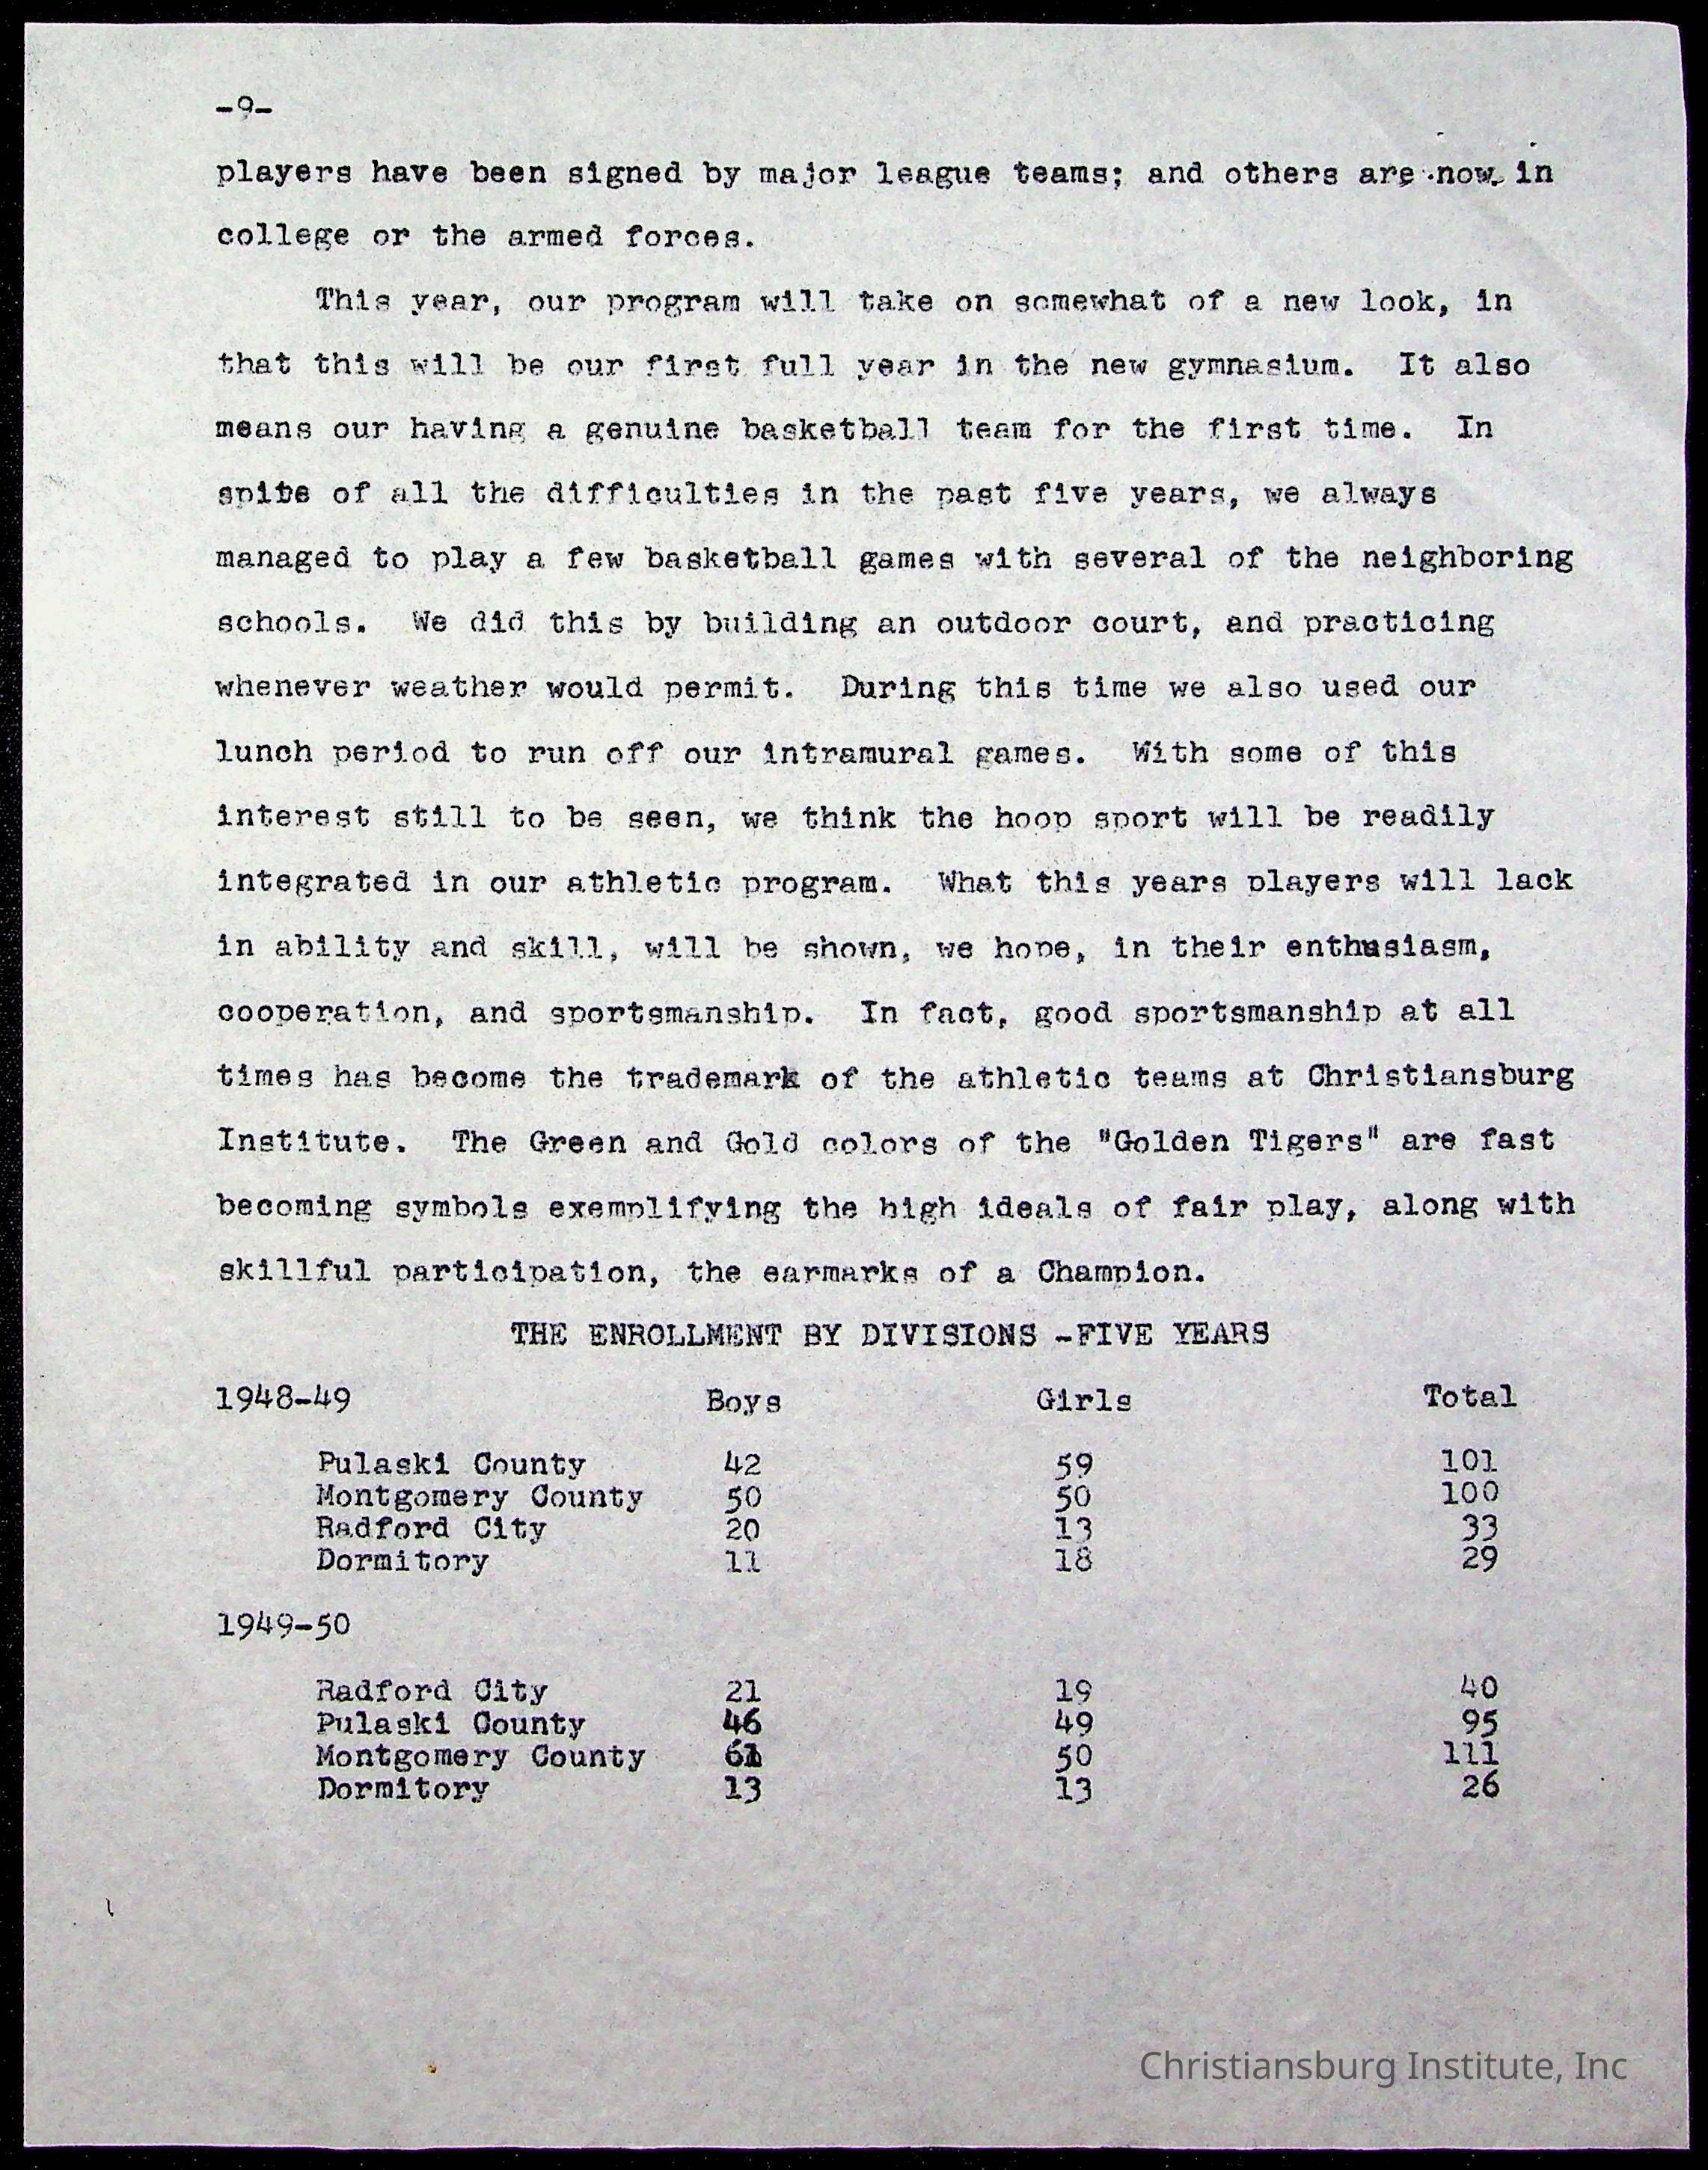 -9-
players have been signed by major league teams; and others are now in
college or the armed forces.
This year, our program will take on somewhat of a new look, in
that this will be our first full year in the new gymnasium. It also
means our having a genuine basketball team for the first time. In
spite of all the difficulties in the past five years, we always
managed to play a few basketball games with several of the neighboring
schools. We did this by building an outdoor court, and practicing
whenever weather would permit. During this time we also used our
lunch period to run off our intramural games. With some of this
interest still to be seen, we think the hoop sport will be readily
integrated in our athletic program. What this years players will lack
in ability and skill, will be shown, we hope, in their enthusiasm,
cooperation, and sportsmanship. In fact, good sportsmanship at all
times has become the trademark of the athletic teams at Christiansburg
Institute. The Green and Gold colors of the "Golden Tigers" are fast
becoming symbols exemplifying the high ideals of fair play, along with
skillful participation, the earmarks of a Champion.
THE ENROLLMENT BY DIVISIONS -FIVE YEARS
1948-49 Boys Girls Total
Pulaski County 42 59 101
Montgomery County 50 50 100
Radford City 20 13 33
Dormitory 11 18 29
1949-50
Radford City 21 19 40
Pulaski County 46 49 95
Montgomery County 61 50 111
Dormitory 13 13 26
Christiansburg Institute, Inc